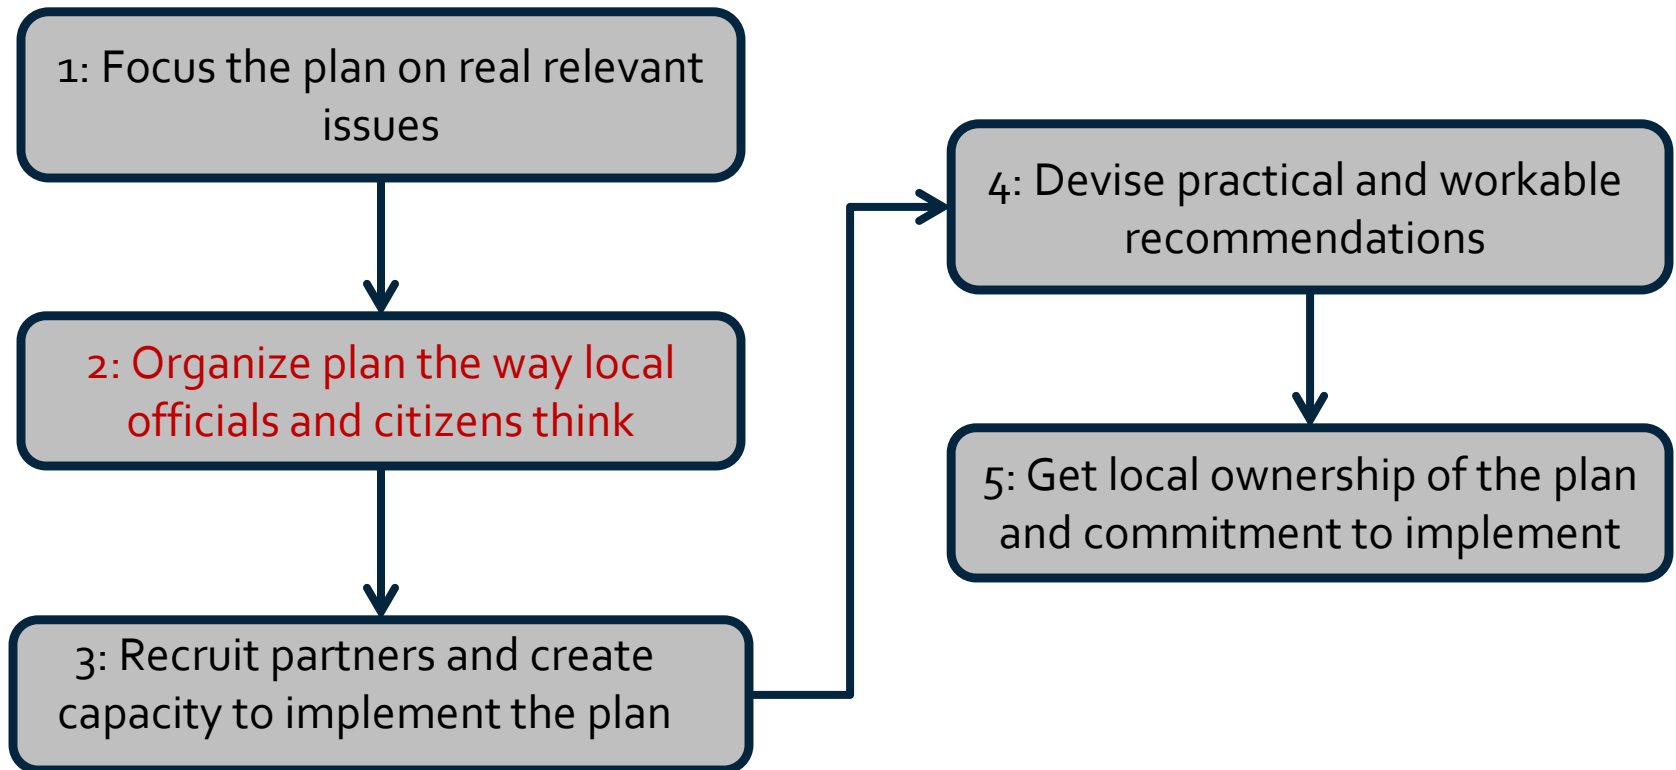 1: Focus the plan on real relevant
issues
2: Organize plan the way local
officials and citizens think
3: Recruit partners and create
capacity to implement the plan
4: Devise practical and workable
recommendations
5: Get local ownership of the plan
and commitment to implement